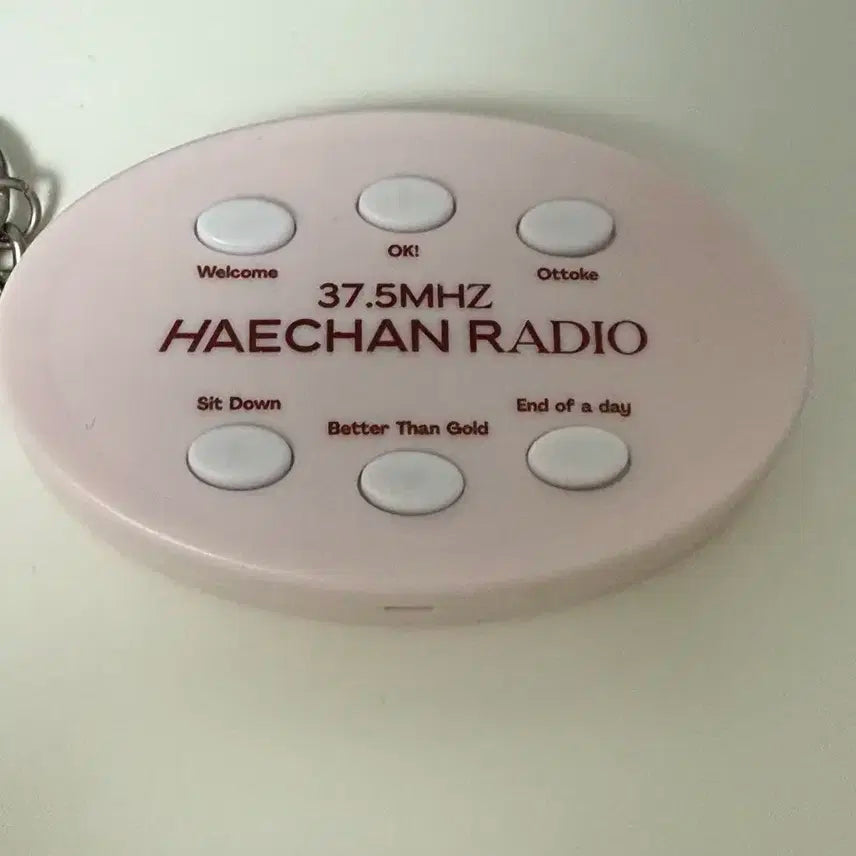 OK!
Welcome
Ottoke
37.5MHZ
HAECHAN RADIO
Sit Down
Better Than Gold
End of a day